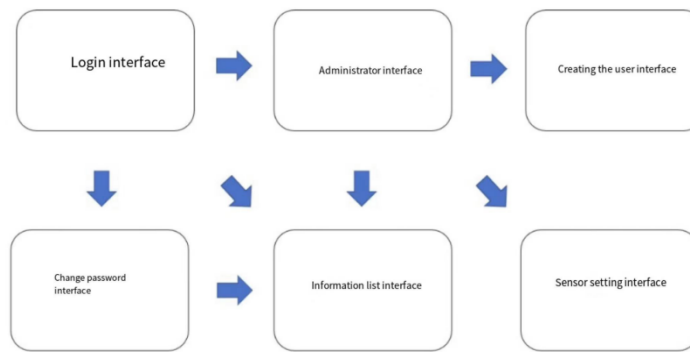 Login interface
Administrator interface
Creating the user interface
Change password
interface
Information list interface
Sensor setting interface